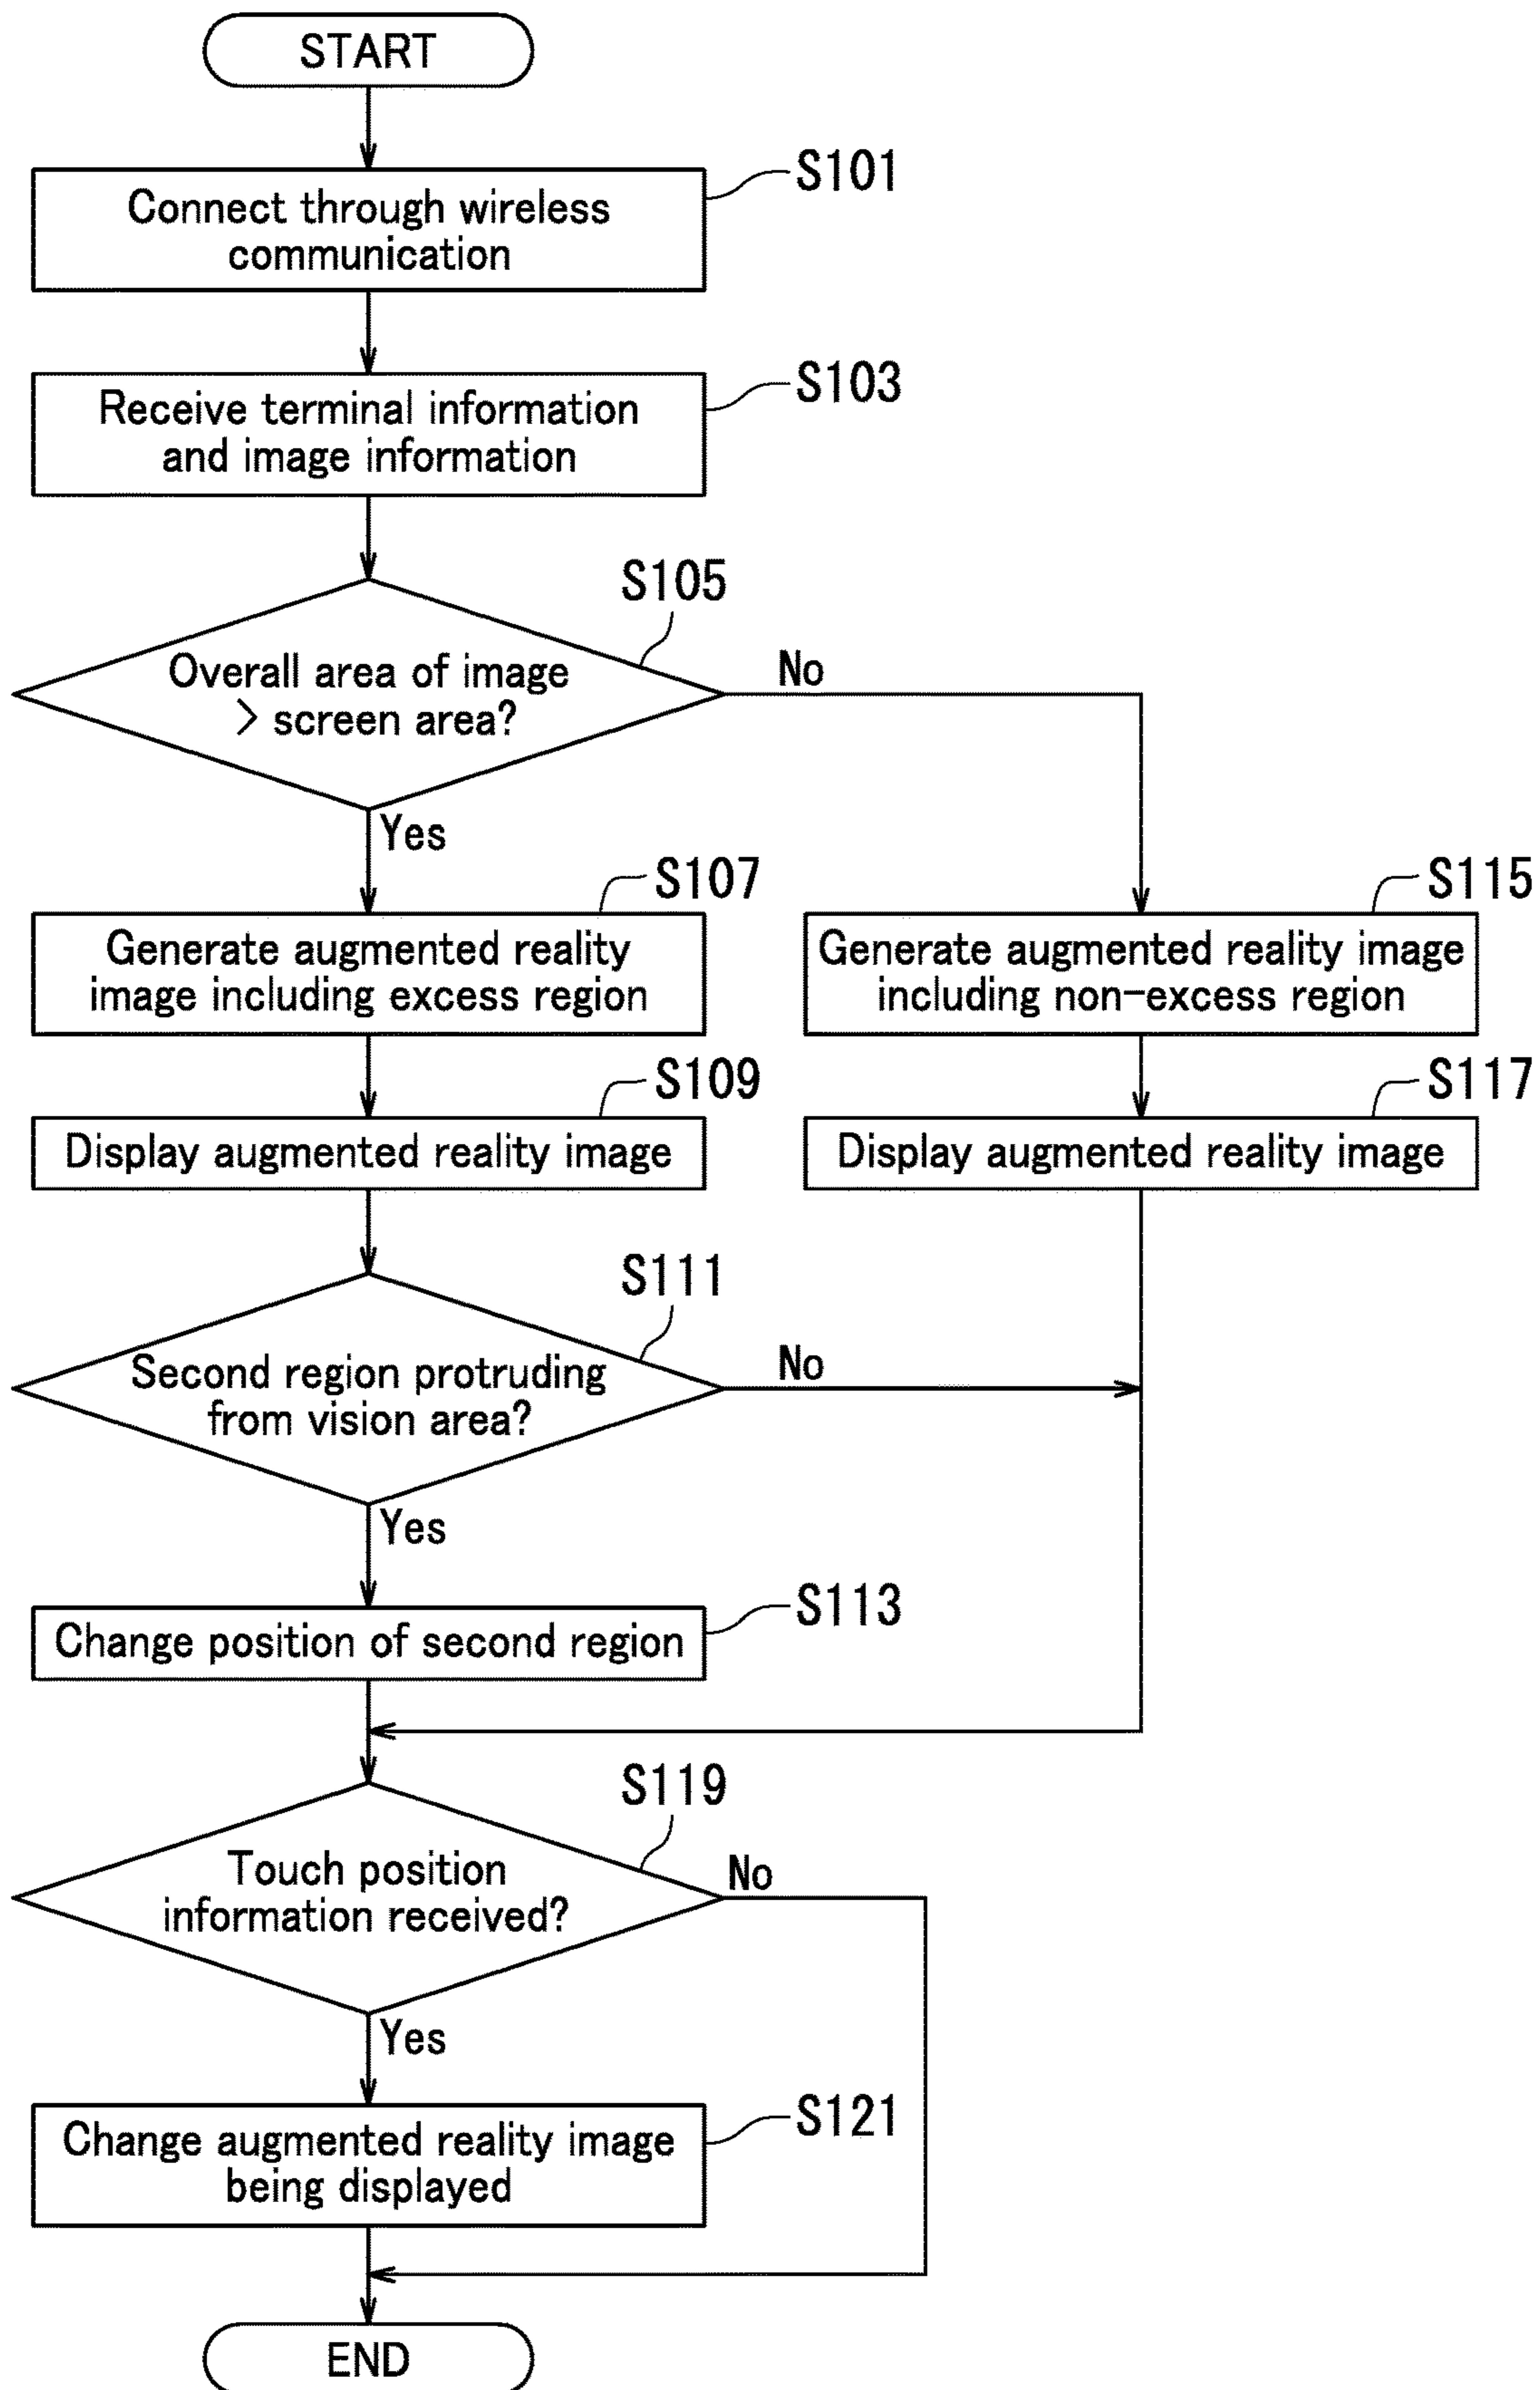 START
S101
Connect through wireless
communication
S103
Receive terminal information
and image information
S105
Overall area of image
> screen area?
No
Yes
S107
Generate augmented reality
image including excess region
S115
Generate augmented reality image
including non-excess region
S109
Display augmented reality image
S117
Display augmented reality image
S111
Second region protruding
from vision area?
No
Yes
S113
Change position of second region
S119
Touch position
information received?
No
Yes
S121
Change augmented reality image
being displayed
END